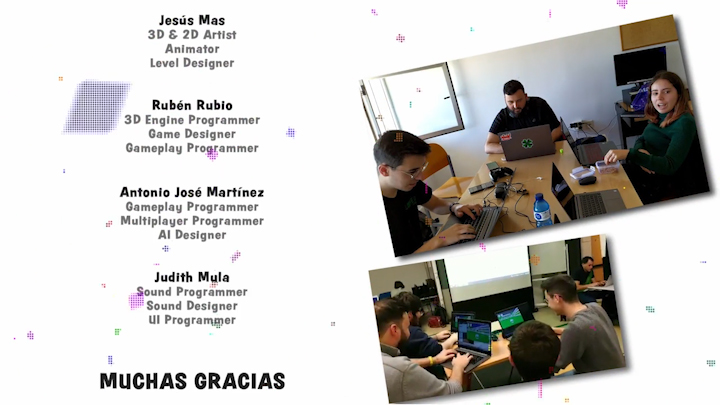 Jesús Mas
3D & 2D Artist
Animator
Level Designer
Rubén Rubio
3D Engine Programmer
Game Designer
Gameplay Programmer
Antonio José Martínez
Gameplay Programmer
Multiplayer Programmer
AI Designer
Judith Mula
Sound Programmer
Sound Designer
UI Programmer
MUCHAS GRACIAS